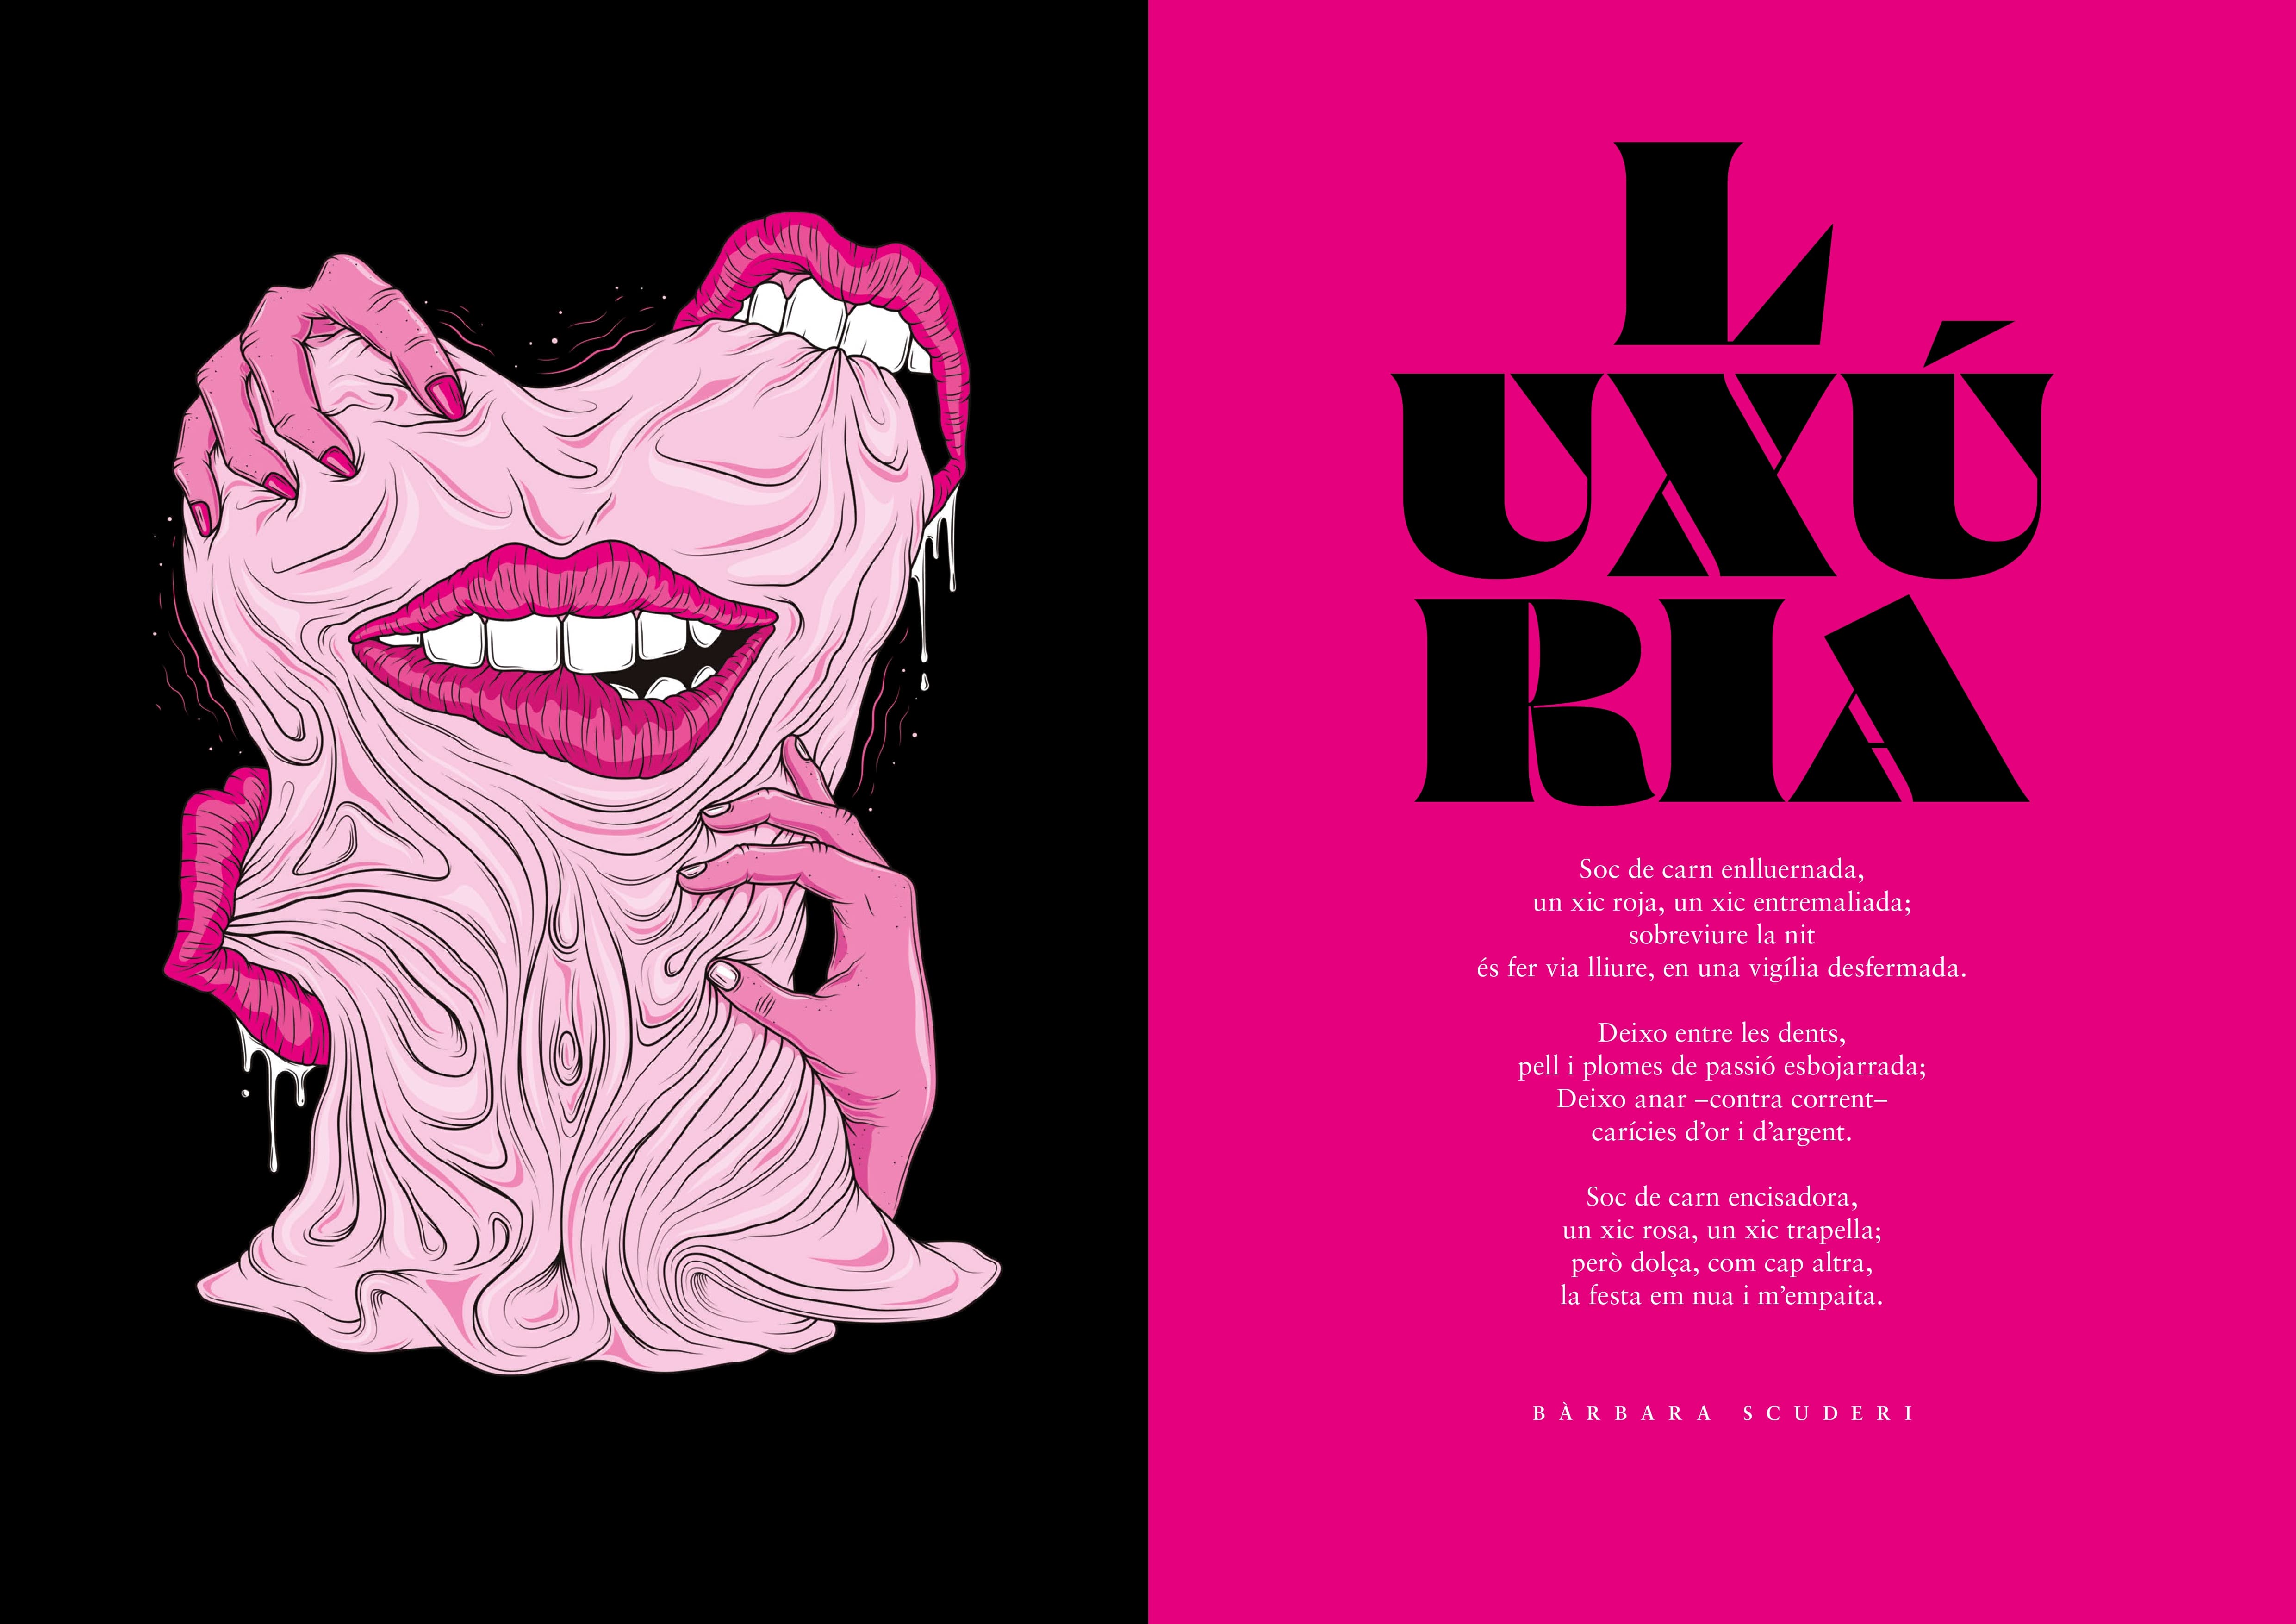 L
UXÚ
RIA
Soc de carn enlluernada,
un xic roja, un xic entremaliada;
sobreviure la nit
és fer via lliure, en una vigília desfermada.
Deixo entre les dents,
pell i plomes de passió esbojarrada;
Deixo anar –contra corrent–
carícies d’or i d’argent.
Soc de carn encisadora,
un xic rosa, un xic trapella;
però dolça, com cap altra,
la festa em nua i m’empaita.
BÀRBARA SCUDERI